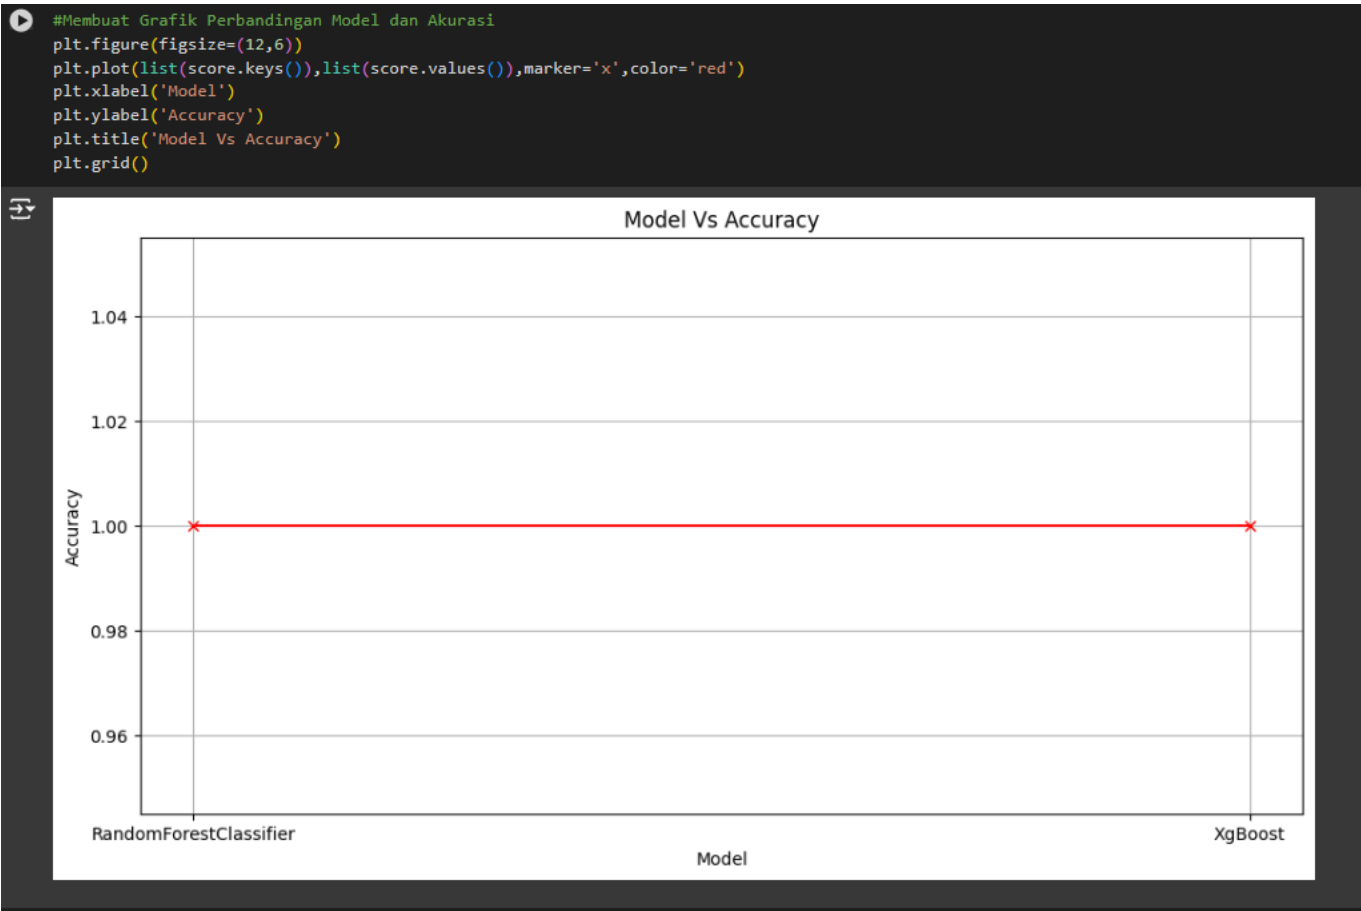 #Membuat Grafik Perbandingan Model dan Akurasi
plt.figure(figsize=(12,6))
plt.plot(list(score.keys()),list(score.values()),marker='x',color='red')
plt.xlabel('Model')
plt.ylabel('Accuracy')
plt.title('Model Vs Accuracy')
plt.grid()
Model Vs Accuracy
1.04
1.02
1.00
0.98
0.96
Accuracy
RandomForestClassifier
XgBoost
Model